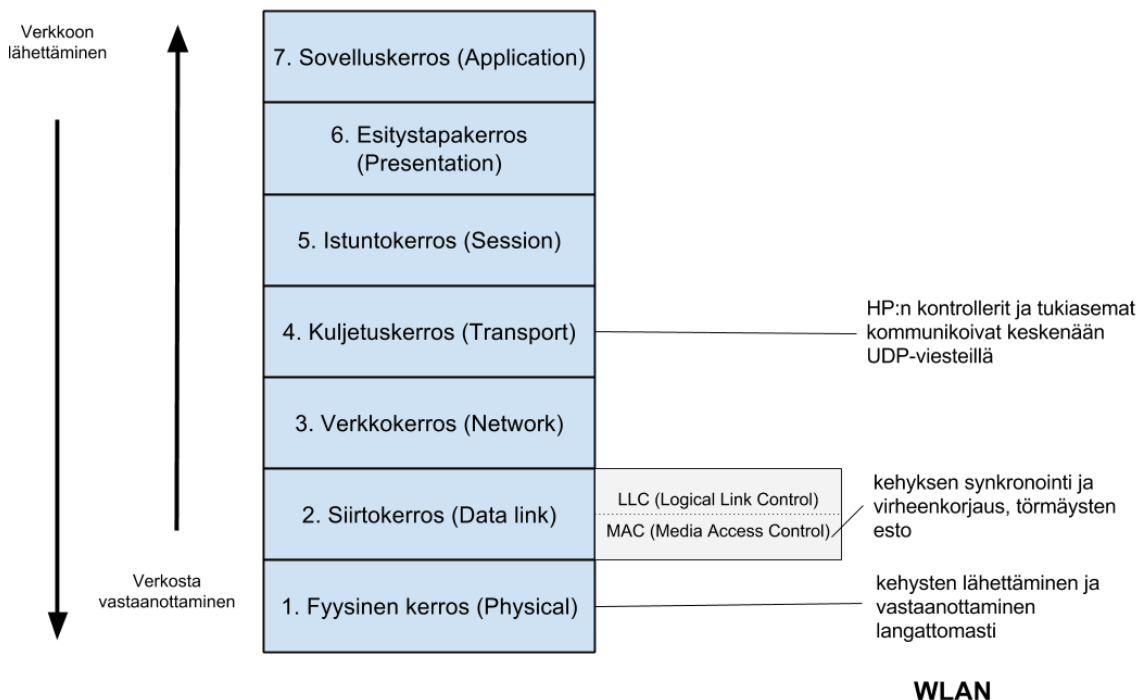 Verkkoon
lähettäminen
7. Sovelluskerros (Application)
6. Esitystapakerros
(Presentation)
5. Istuntokerros (Session)
4. Kuljetuskerros (Transport)
HP:n kontrollerit ja tukiasemat
kommunikoivat keskenään
UDP-viesteillä
3. Verkkokerros (Network)
2. Siirtokerros (Data link)
LLC (Logical Link Control)
MAC (Media Access Control)
kehyksen synkronointi ja
virheenkorjaus, törmäysten
esto
Verkosta
vastaanottaminen
1. Fyysinen kerros (Physical)
kehysten lähettäminen ja
vastaanottaminen
langattomasti
WLAN